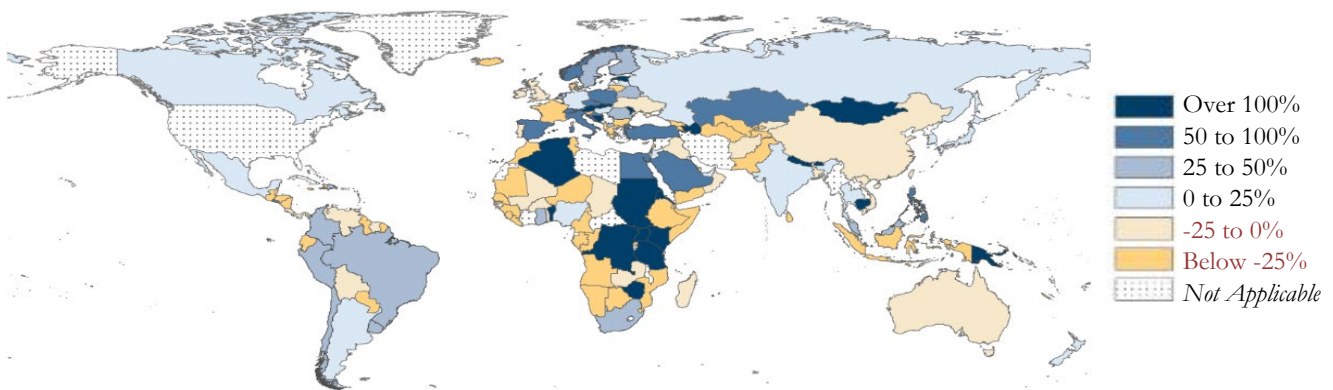 Over 100%
50 to 100%
25 to 50%
0 to 25%
-25 to 0%
Below -25%
Not Applicable